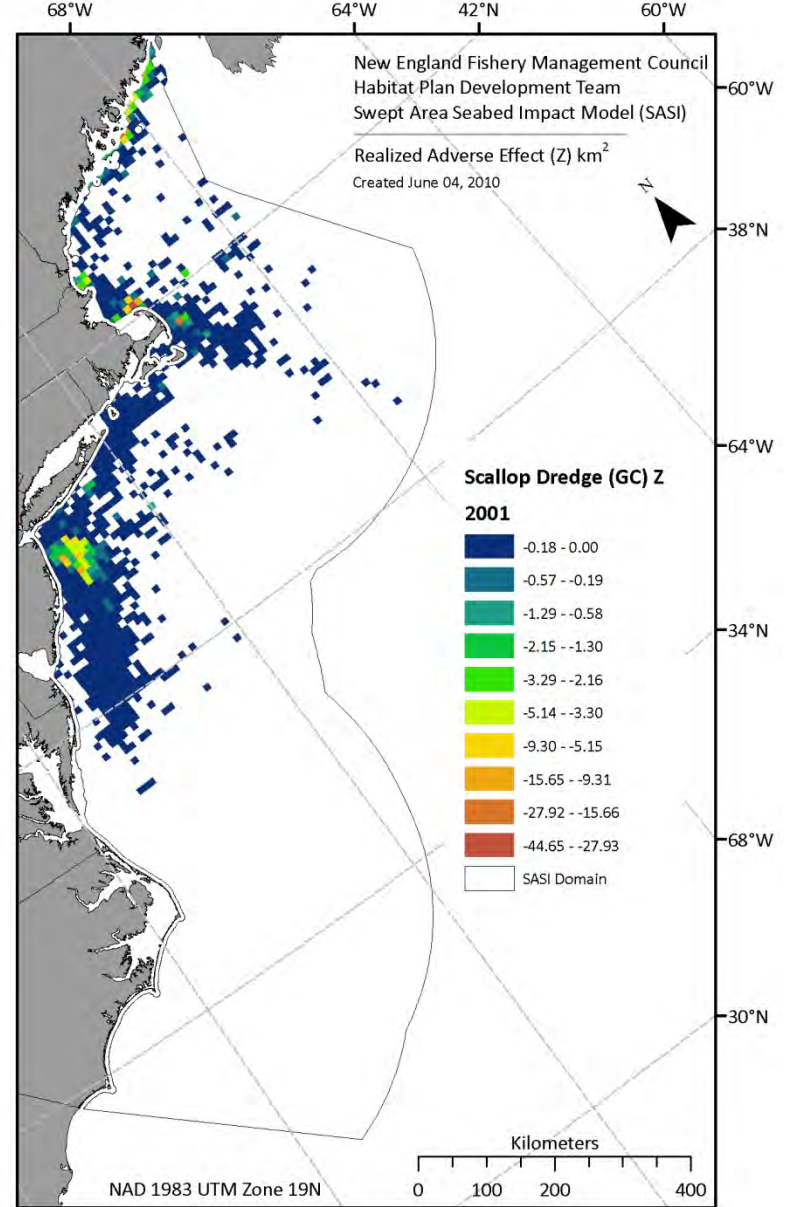 68°W 64°W 42°N 60°W
New England Fishery Management Council
Habitat Plan Development Team
Swept Area Seabed Impact Model (SASI)
Realized Adverse Effect (Z) km²
Created June 04, 2010
N
60°W
38°N
64°W
34°N
68°W
30°N
Scallop Dredge (GC) Z
2001
-0.18 - 0.00
-0.57 - -0.19
-1.29 - -0.58
-2.15 - -1.30
-3.29 - -2.16
-5.14 - -3.30
-9.30 - -5.15
-15.65 - -9.31
-27.92 - -15.66
-44.65 - -27.93
SASI Domain
Kilometers
0 100 200 400
NAD 1983 UTM Zone 19N